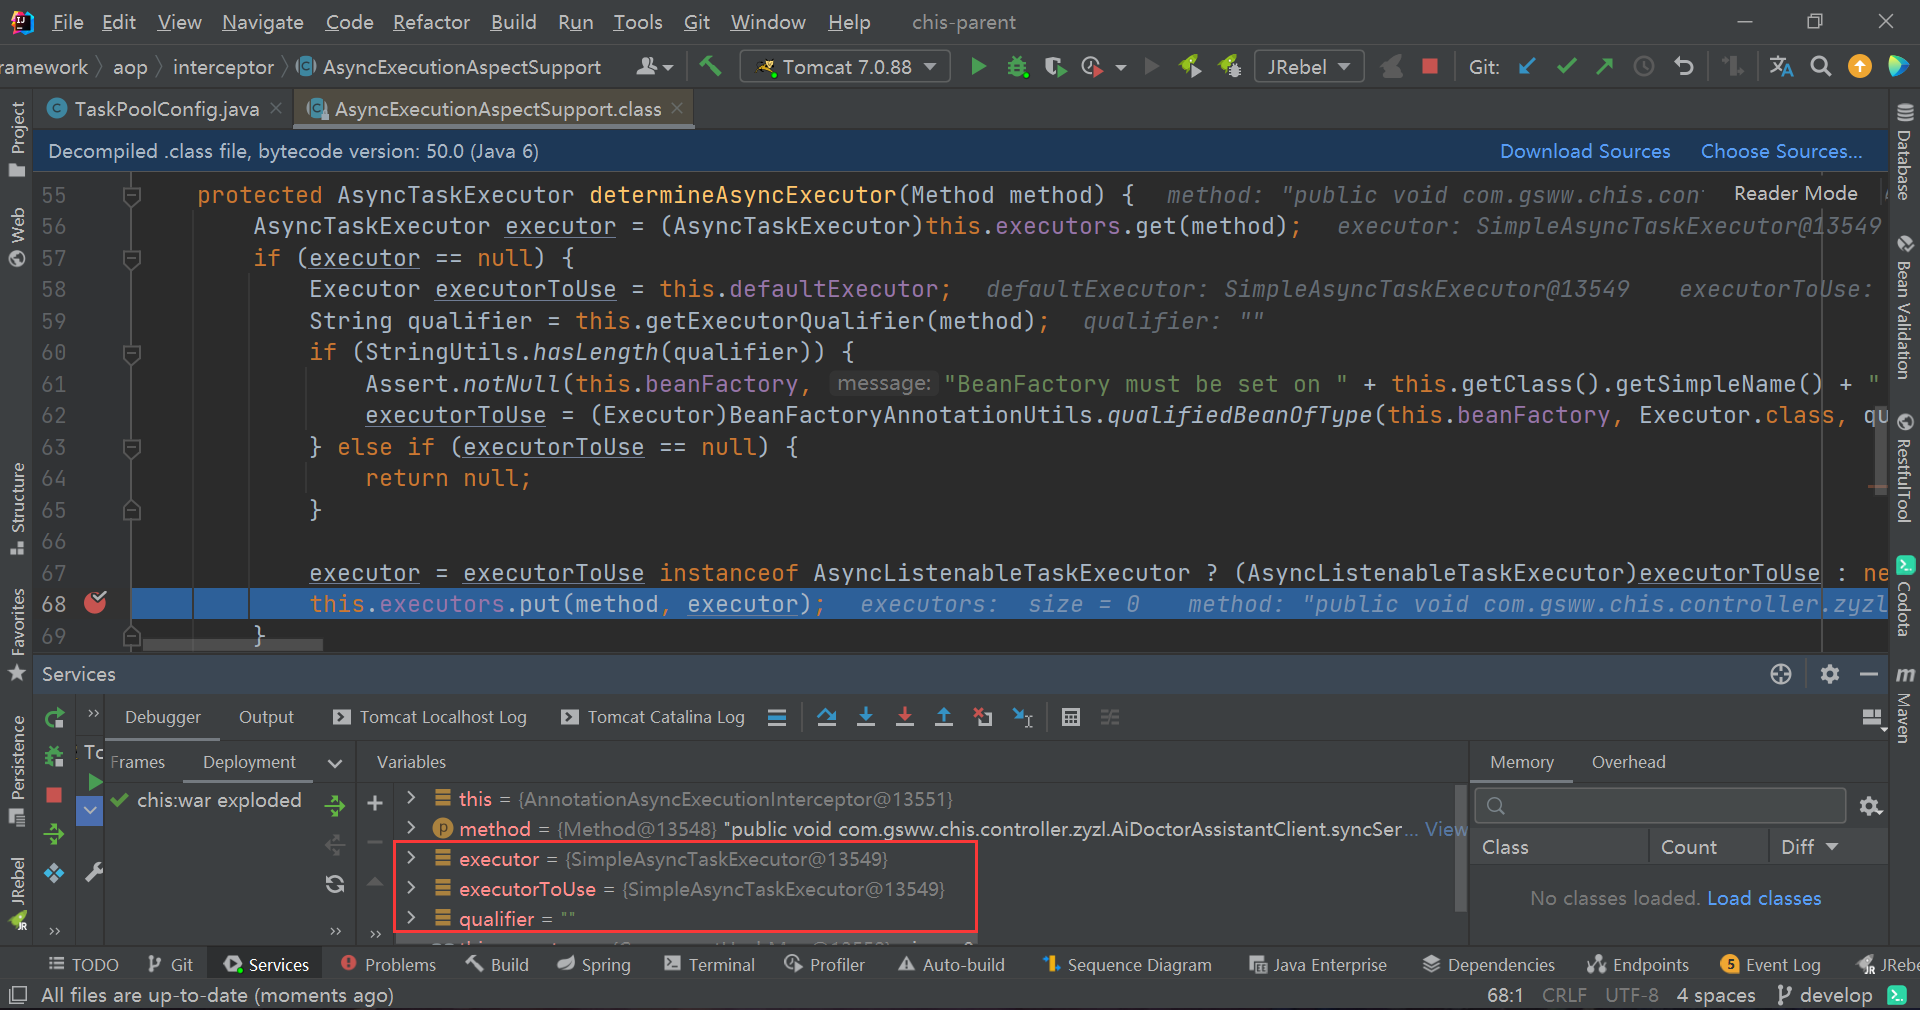 File Edit View Navigate Code Refactor Build Run Tools Git Window Help chis-parent
ramework aop interceptor AsyncExecutionAspectSupport Tomcat 7.0.88 JRebel Git:
TaskPoolConfig.java AsyncExecutionAspectSupport.class
Decompiled .class file, bytecode version: 50.0 (Java 6) Download Sources Choose Sources...
Reader Mode
55 protected AsyncTaskExecutor determineAsyncExecutor(Method method) { method: "public void com.gsww.chis.con
56 AsyncTaskExecutor executor = (AsyncTaskExecutor)this.executors.get(method); executor: SimpleAsyncTaskExecutor@13549
57 if (executor == null) {
58 Executor executorToUse = this.defaultExecutor; defaultExecutor: SimpleAsyncTaskExecutor@13549 executorToUse:
59 String qualifier = this.getExecutorQualifier(method); qualifier: ""
60 if (StringUtils.hasLength(qualifier)) {
61 Assert.notNull(this.beanFactory, message: "BeanFactory must be set on " + this.getClass().getSimpleName() + "
62 executorToUse = (Executor)BeanFactoryAnnotationUtils.qualifiedBeanOfType(this.beanFactory, Executor.class, qu
63 } else if (executorToUse == null) {
64 return null;
65 }
66
67 executor = executorToUse instanceof AsyncListenableTaskExecutor ? (AsyncListenableTaskExecutor)executorToUse : ne
68 this.executors.put(method, executor); executors: size = 0 method: "public void com.gsww.chis.controller.zyzl
69 }
Project
Web
Structure
Favorites
Persistence
JRebel
Database
Bean Validation
RestfulTool
Codota
Maven
Services
Debugger Output Tomcat Localhost Log Tomcat Catalina Log
To
Frames Deployment Variables Memory Overhead
chis:war exploded
this = {AnnotationAsyncExecutionInterceptor@13551}
method = {Method@13548} "public void com.gsww.chis.controller.zyzl.AiDoctorAssistantClient.syncSer... View
executor = {SimpleAsyncTaskExecutor@13549}
executorToUse = {SimpleAsyncTaskExecutor@13549}
qualifier = ""
Class Count Diff
No classes loaded. Load classes
TODO Git Services Problems Build Spring Terminal Profiler Auto-build Sequence Diagram Java Enterprise Dependencies Endpoints 5 Event Log JRebe
All files are up-to-date (moments ago) 68:1 CRLF UTF-8 4 spaces develop